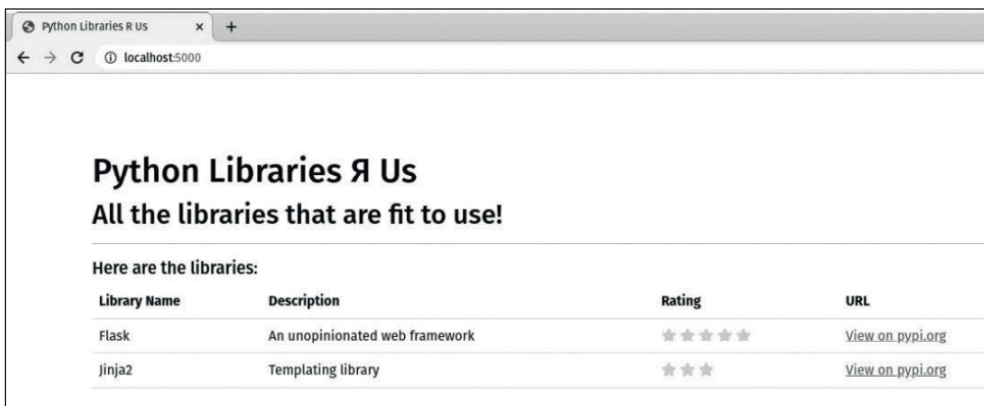 Python Libraries R Us
localhost:5000
Python Libraries Я Us
All the libraries that are fit to use!
Here are the libraries:
Library Name Description Rating URL
Flask An unopinionated web framework View on pypi.org
Jinja2 Templating library View on pypi.org